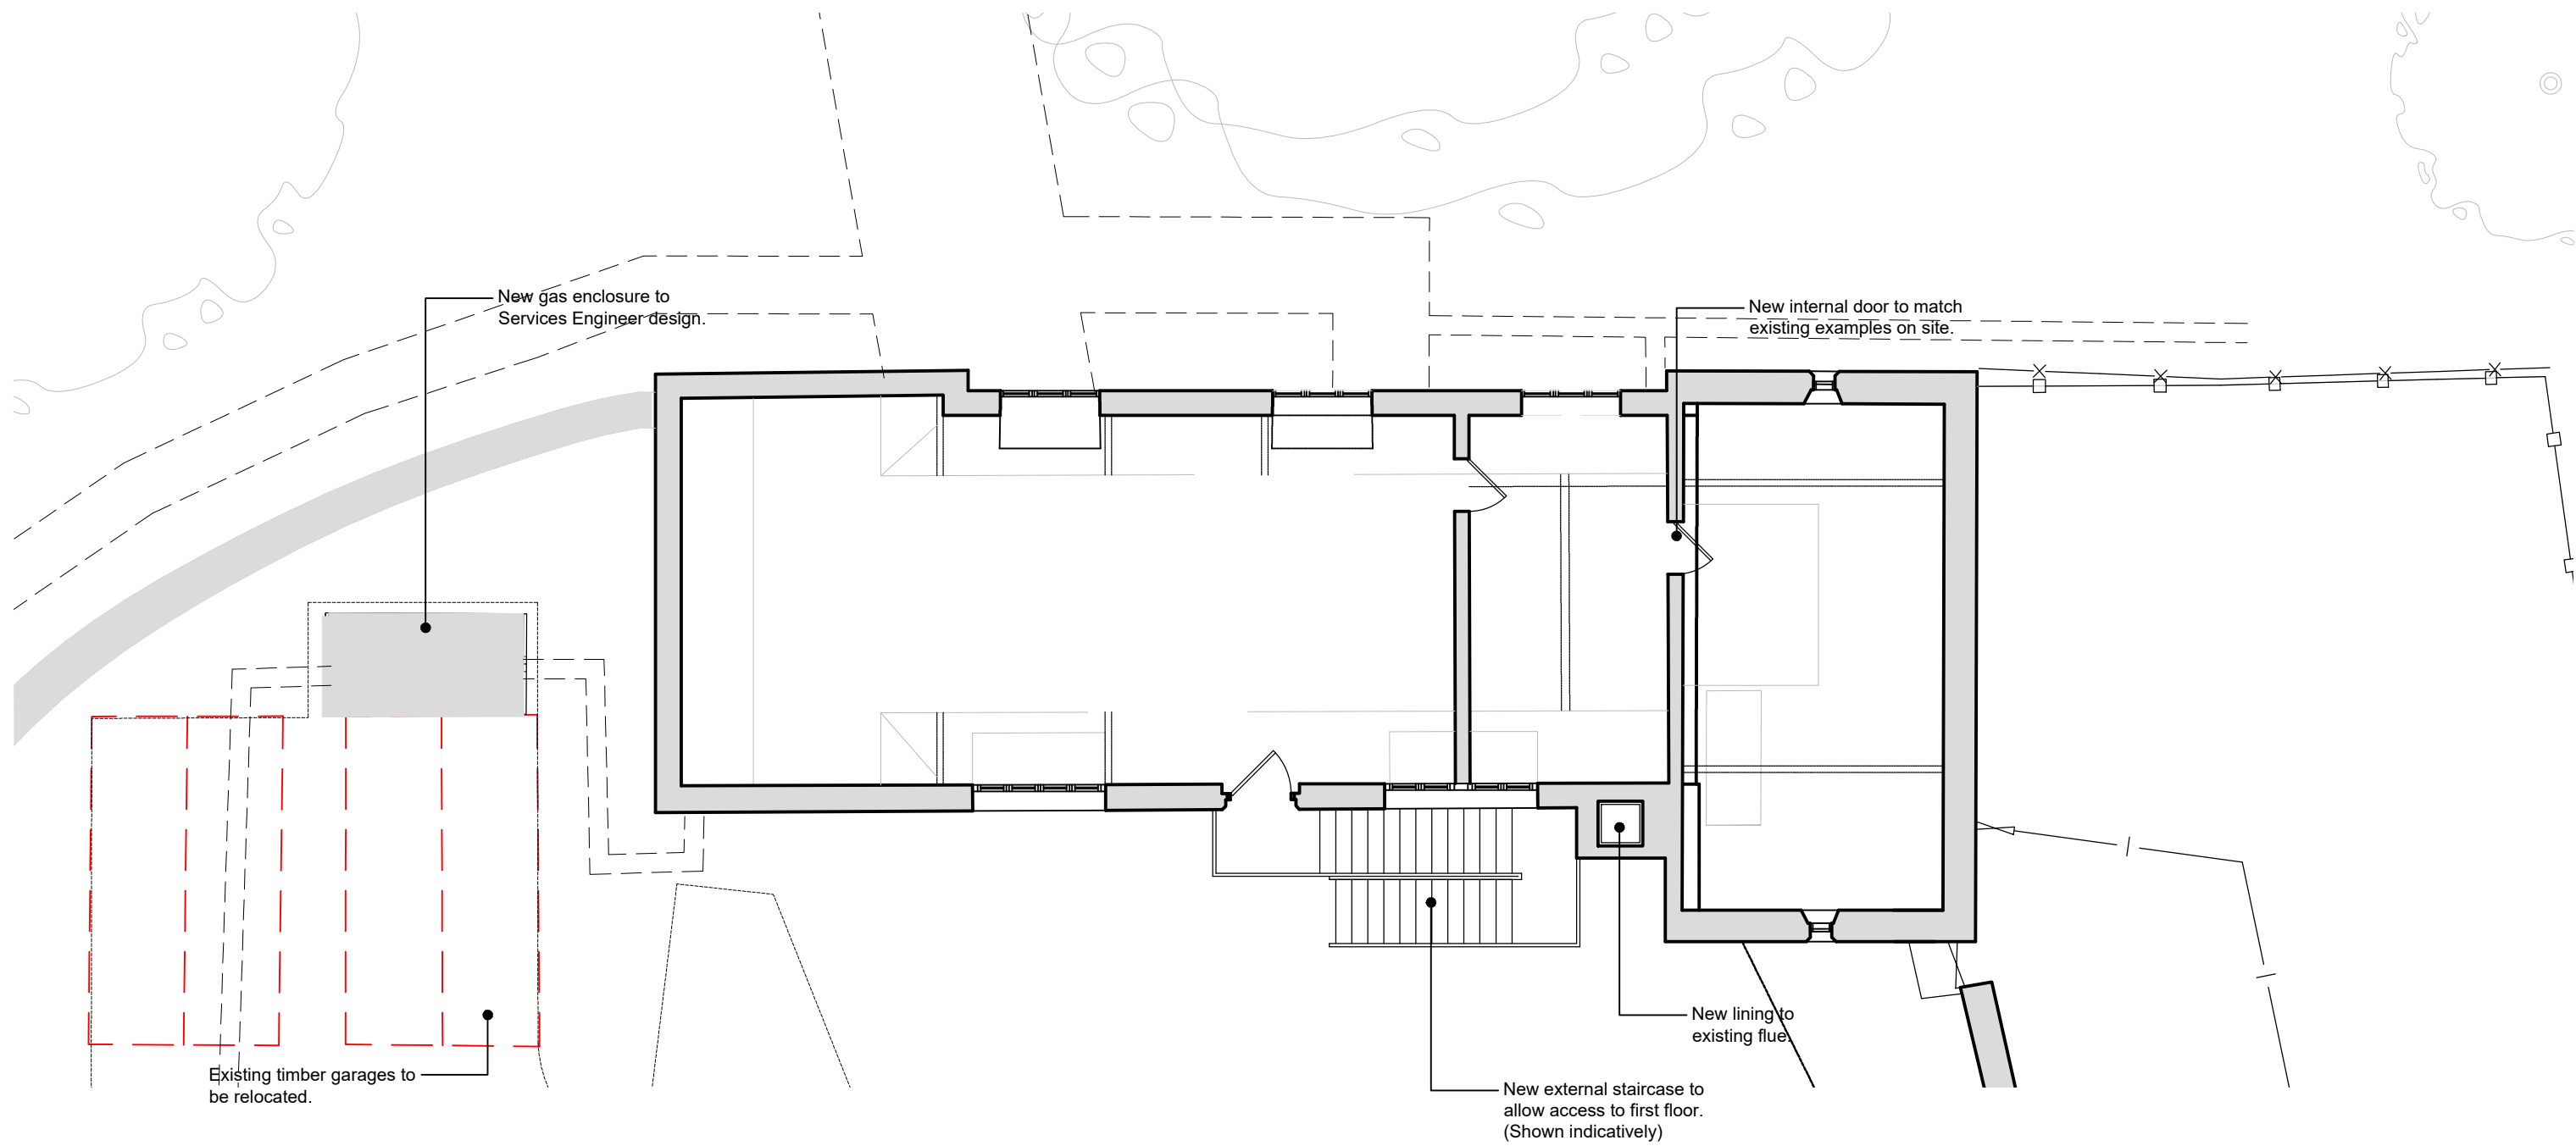 New gas enclosure to
Services Engineer design.
New internal door to match
existing examples on site.
New lining to
existing flue.
Existing timber garages to
be relocated.
New external staircase to
allow access to first floor.
(Shown indicatively)